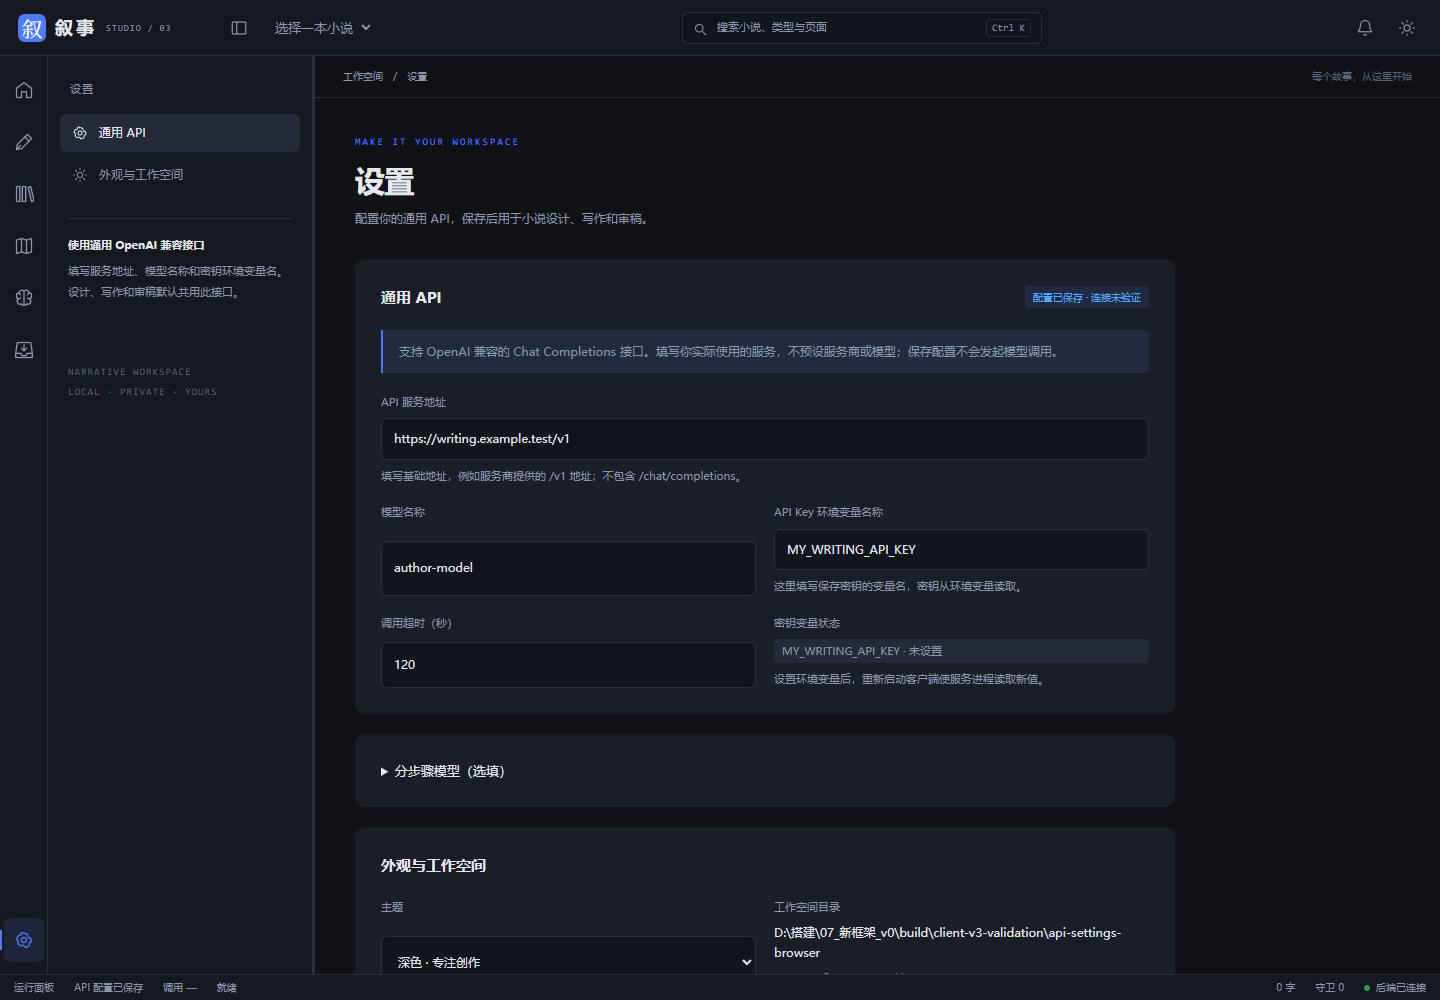 叙 叙事 STUDIO / 03 选择一本小说 搜索小说、类型与页面 Ctrl K
工作空间 / 设置 每个故事，从这里开始
设置
通用 API
外观与工作空间
使用通用 OpenAI 兼容接口
填写服务地址、模型名称和密钥环境变量名。
设计、写作和审稿默认共用此接口。
NARRATIVE WORKSPACE
LOCAL · PRIVATE · YOURS
MAKE IT YOUR WORKSPACE
设置
配置你的通用 API，保存后用于小说设计、写作和审稿。
通用 API 配置已保存 · 连接未验证
支持 OpenAI 兼容的 Chat Completions 接口。填写你实际使用的服务，不预设服务商或模型；保存配置不会发起模型调用。
API 服务地址
https://writing.example.test/v1
填写基础地址，例如服务商提供的 /v1 地址；不包含 /chat/completions。
模型名称
author-model
API Key 环境变量名称
MY_WRITING_API_KEY
这里填写保存密钥的变量名，密钥从环境变量读取。
调用超时（秒）
120
密钥变量状态
MY_WRITING_API_KEY · 未设置
设置环境变量后，重新启动客户端使服务进程读取新值。
分步骤模型（选填）
外观与工作空间
主题
深色 · 专注创作
工作空间目录
D:\搭建\07_新框架_v0\build\client-v3-validation\api-settings-
browser
运行面板 API 配置已保存 调用 — 就绪 0 字 守卫 0 后端已连接